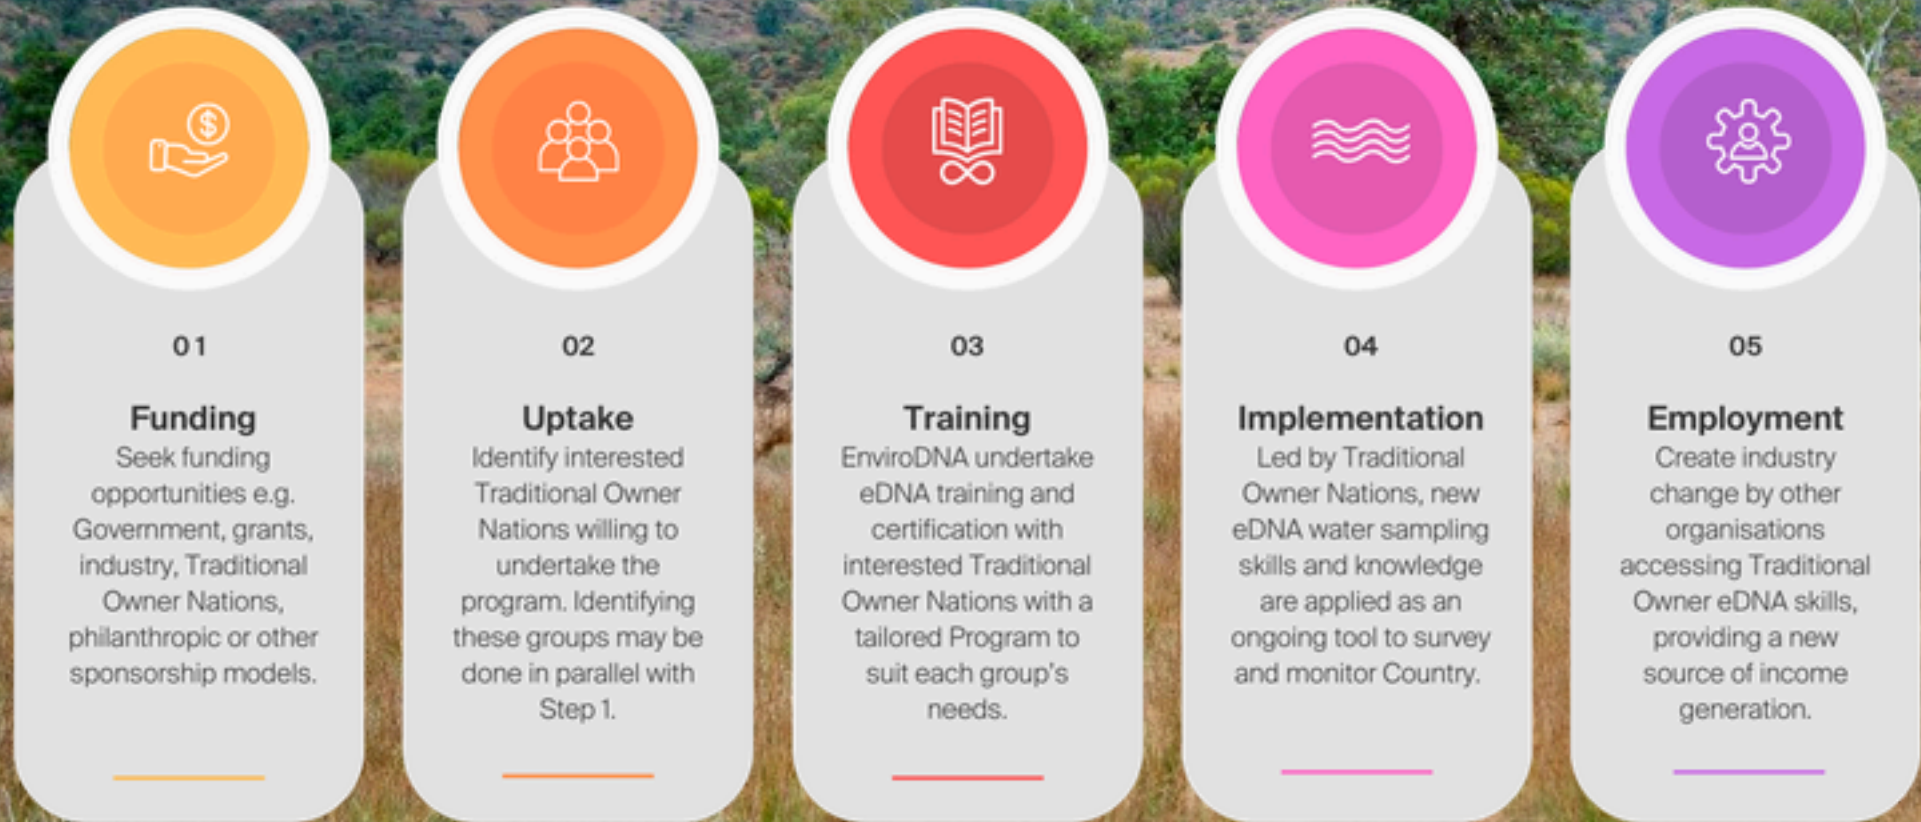 01
Funding
Seek funding
opportunities e.g.
Government, grants,
industry, Traditional
Owner Nations,
philanthropic or other
sponsorship models.
02
Uptake
Identify interested
Traditional Owner
Nations willing to
undertake the
program. Identifying
these groups may be
done in parallel with
Step 1.
03
Training
EnviroDNA undertake
eDNA training and
certification with
interested Traditional
Owner Nations with a
tailored Program to
suit each group's
needs.
04
Implementation
Led by Traditional
Owner Nations, new
eDNA water sampling
skills and knowledge
are applied as an
ongoing tool to survey
and monitor Country.
05
Employment
Create industry
change by other
organisations
accessing Traditional
Owner eDNA skills,
providing a new
source of income
generation.